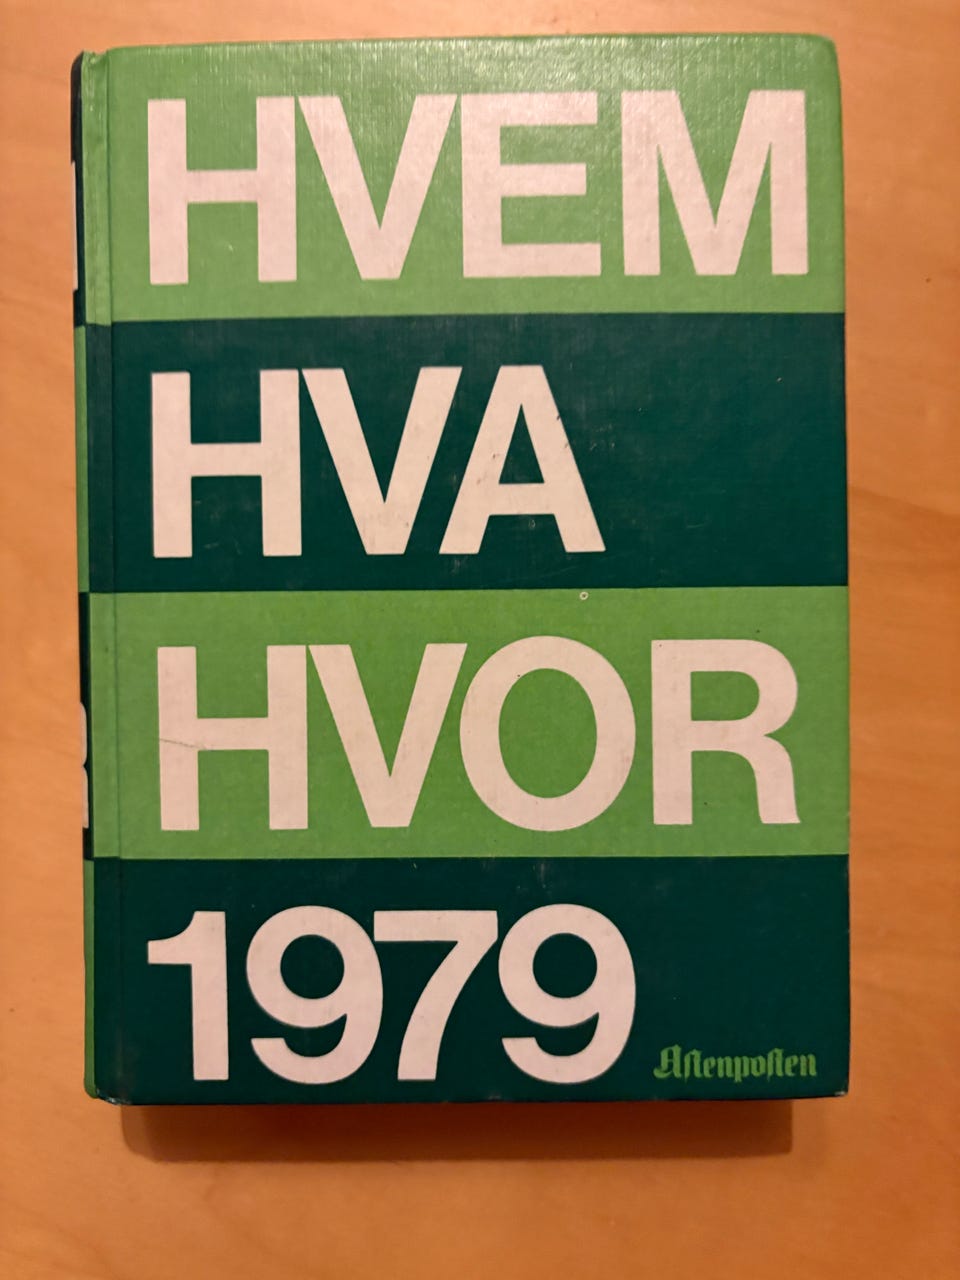 HVEM
HVA
HVOR
1979
Aftenposten